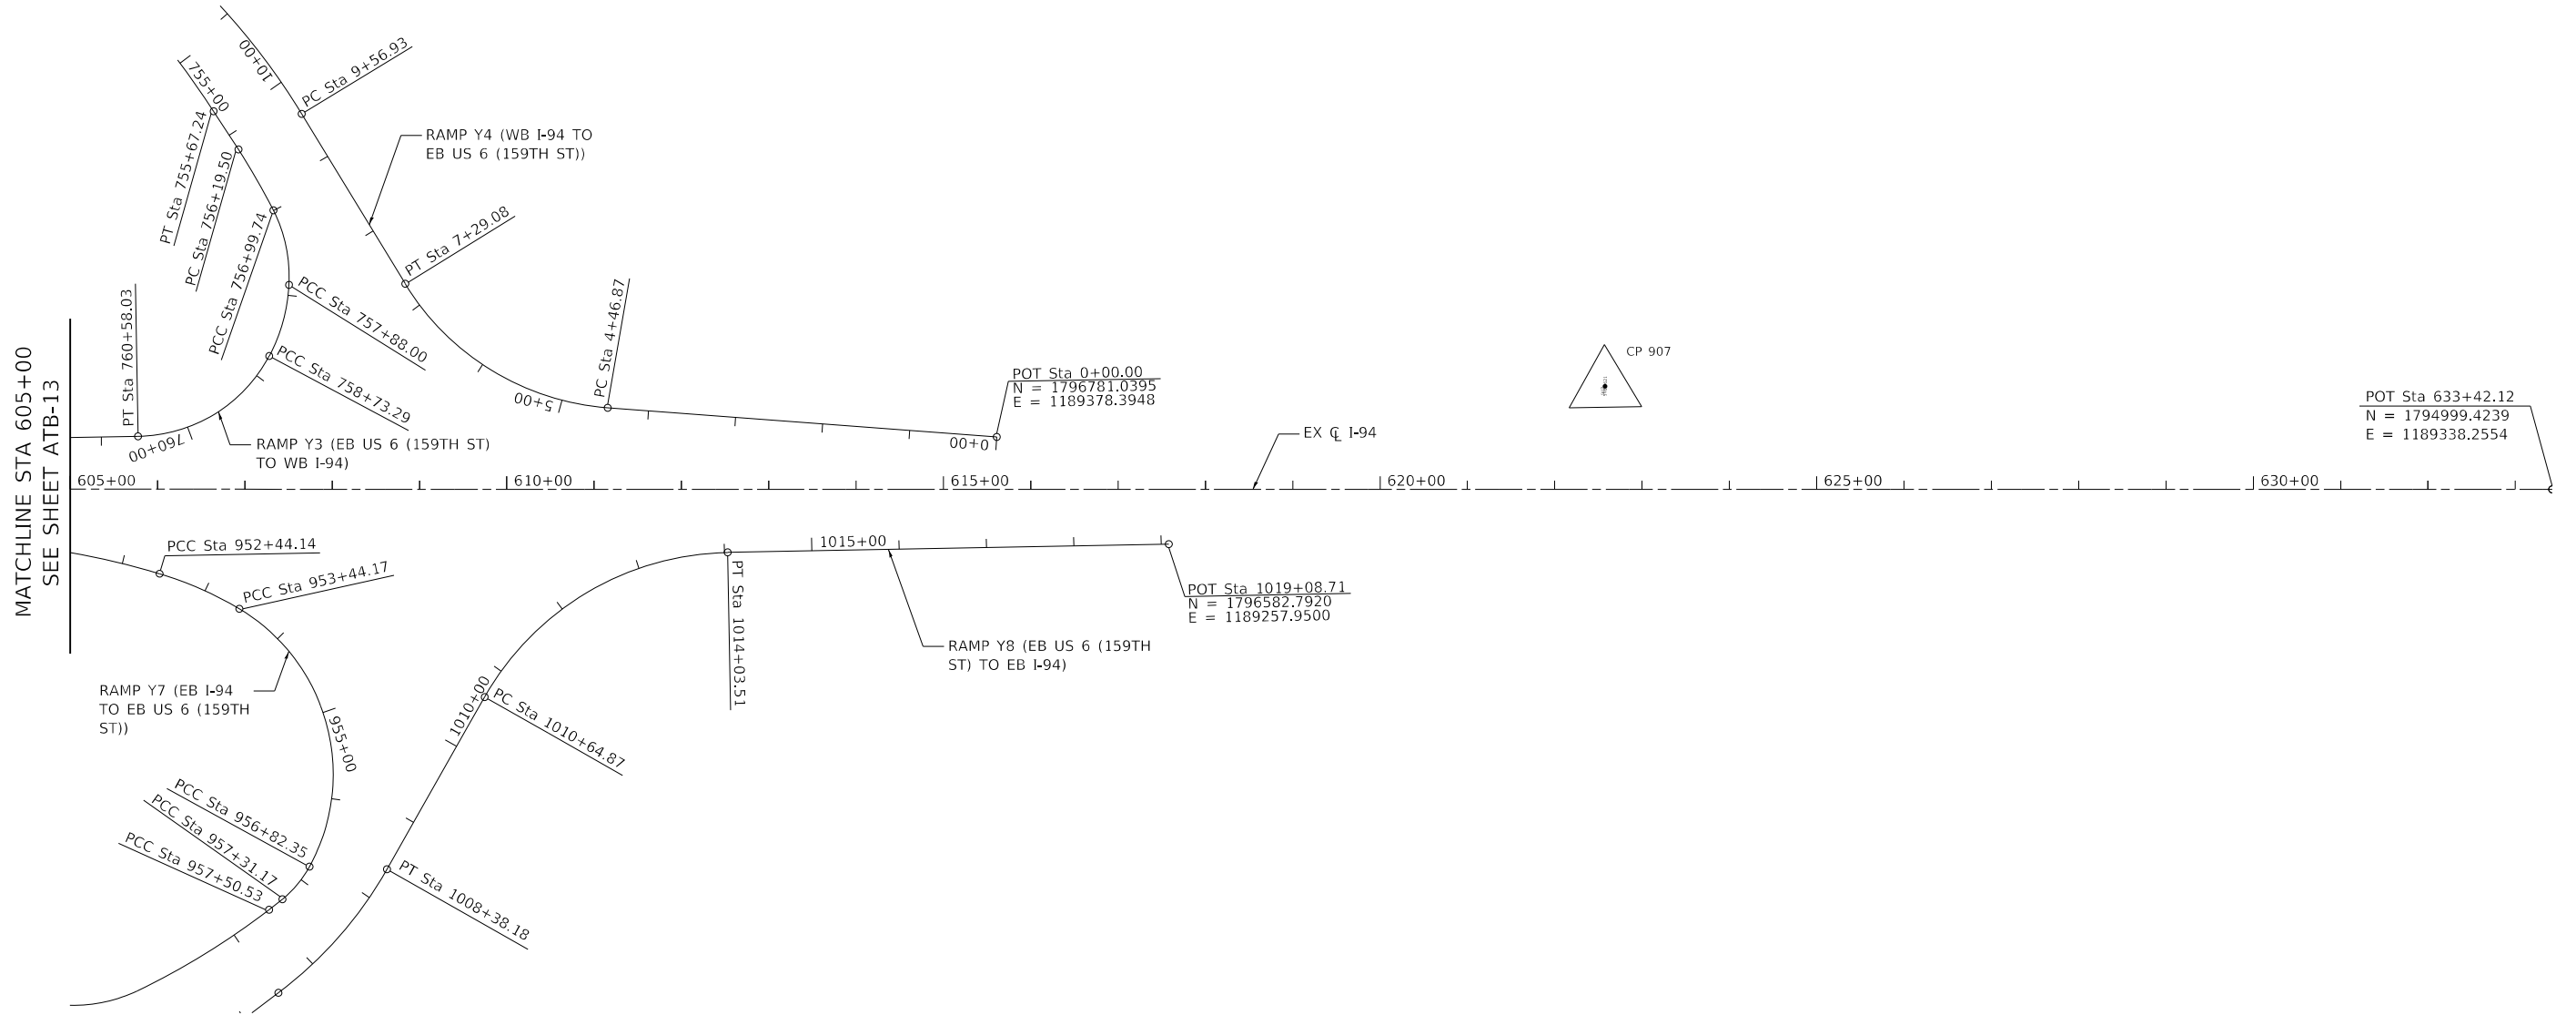 MATCHLINE STA 605+00
SEE SHEET ATB-13
10+00
755+00
PC Sta 9+56.93
PT Sta 755+67.24
PC Sta 756+19.50
PCC Sta 756+99.74
RAMP Y4 (WB I-94 TO
EB US 6 (159TH ST))
PT Sta 7+29.08
PCC Sta 757+88.00
PCC Sta 758+73.29
PT Sta 760+58.03
760+00
RAMP Y3 (EB US 6 (159TH ST)
TO WB I-94)
5+00
PC Sta 4+46.87
POT Sta 0+00.00
N = 1796781.0395
E = 1189378.3948
0+00
CP 907
EX CL I-94
POT Sta 633+42.12
N = 1794999.4239
E = 1189338.2554
605+00
610+00
615+00
620+00
625+00
630+00
PCC Sta 952+44.14
PCC Sta 953+44.17
RAMP Y7 (EB I-94
TO EB US 6 (159TH
ST))
955+00
PCC Sta 956+82.35
PCC Sta 957+31.17
PCC Sta 957+50.53
1015+00
PT Sta 1014+03.51
POT Sta 1019+08.71
N = 1796582.7920
E = 1189257.9500
RAMP Y8 (EB US 6 (159TH
ST) TO EB I-94)
1010+00
PC Sta 1010+64.87
PT Sta 1008+38.18